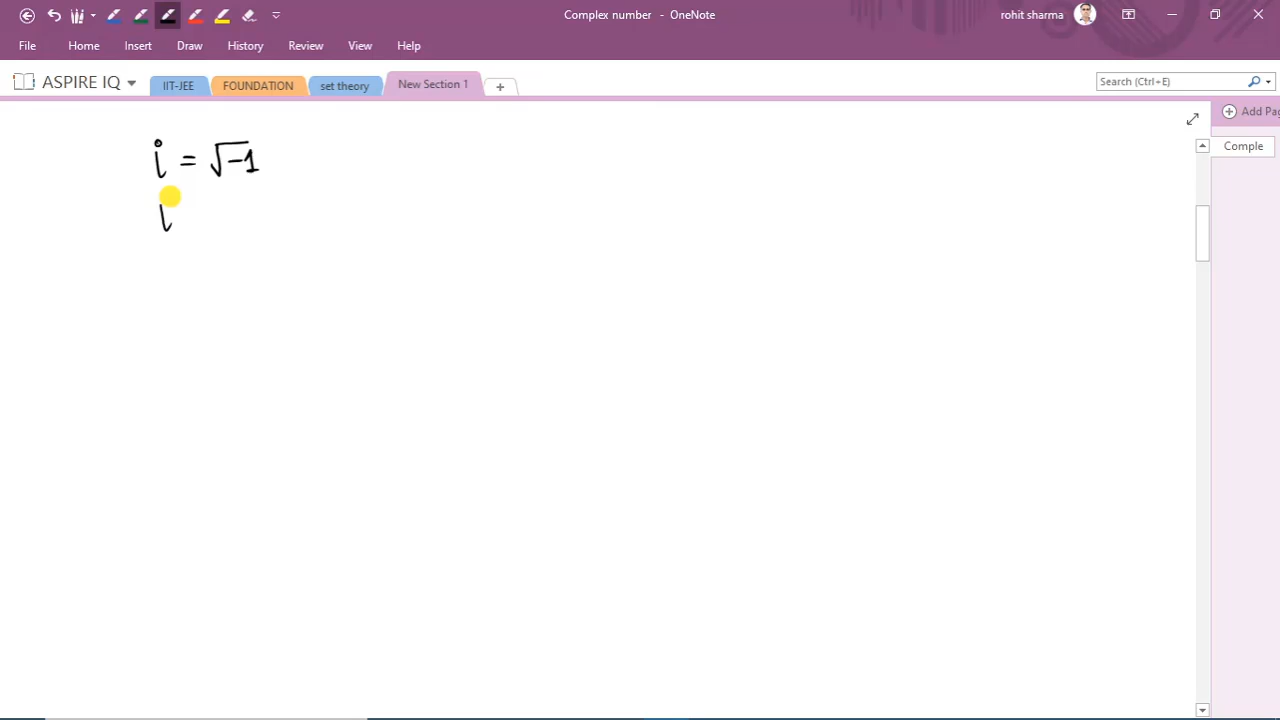 Complex number - OneNote
rohit sharma
File Home Insert Draw History Review View Help
ASPIRE IQ
IIT-JEE
FOUNDATION
set theory
New Section 1
Search (Ctrl+E)
Add Pag
Comple
i = √-1